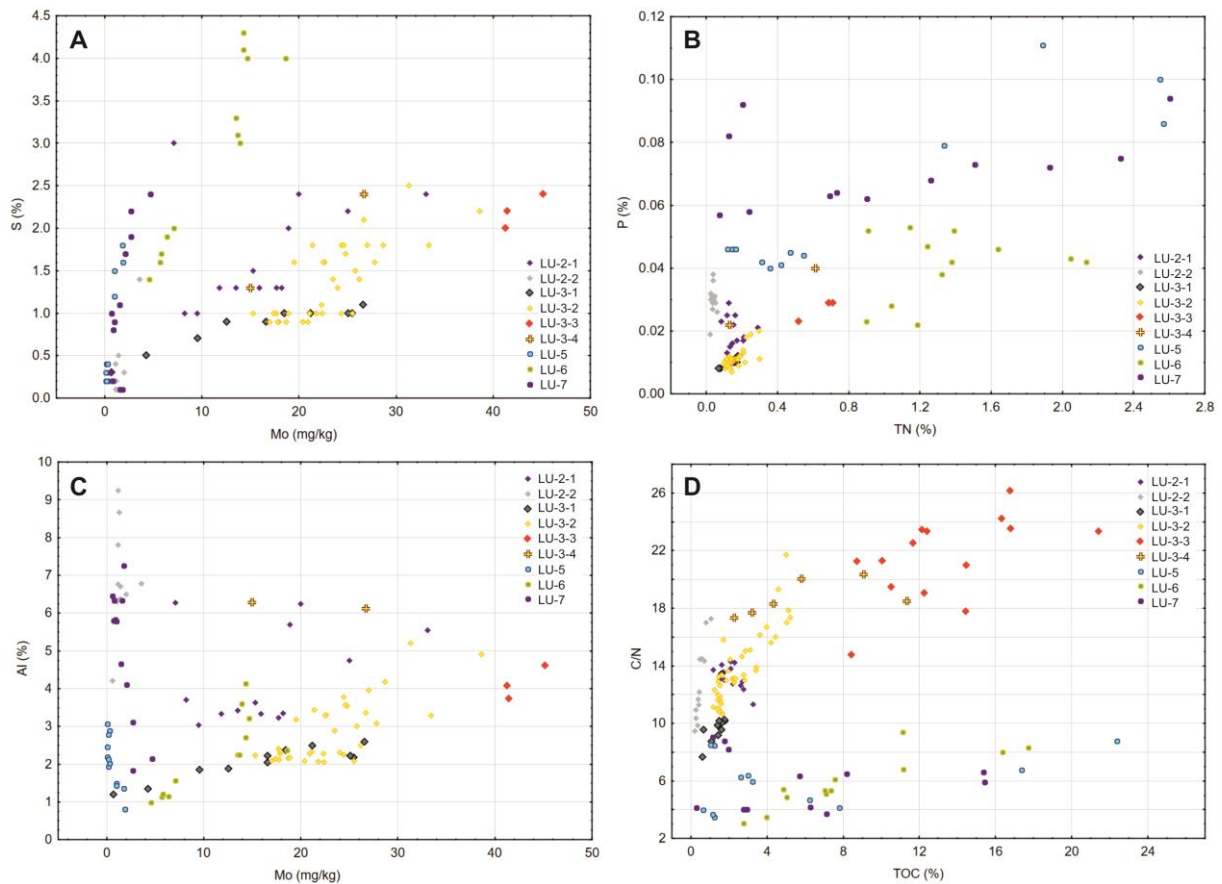 A
S (%)
4.5
4.0
3.5
3.0
2.5
2.0
1.5
1.0
0.5
0.0
0 10 20 30 40 50
Mo (mg/kg)
LU-2-1
LU-2-2
LU-3-1
LU-3-2
LU-3-3
LU-3-4
LU-5
LU-6
LU-7
B
P (%)
0.12
0.10
0.08
0.06
0.04
0.02
0.00
0.0 0.4 0.8 1.2 1.6 2.0 2.4 2.8
TN (%)
LU-2-1
LU-2-2
LU-3-1
LU-3-2
LU-3-3
LU-3-4
LU-5
LU-6
LU-7
C
Al (%)
10
9
8
7
6
5
4
3
2
1
0
0 10 20 30 40 50
Mo (mg/kg)
LU-2-1
LU-2-2
LU-3-1
LU-3-2
LU-3-3
LU-3-4
LU-5
LU-6
LU-7
D
C/N
26
22
18
14
10
6
2
0 4 8 12 16 20 24
TOC (%)
LU-2-1
LU-2-2
LU-3-1
LU-3-2
LU-3-3
LU-3-4
LU-5
LU-6
LU-7